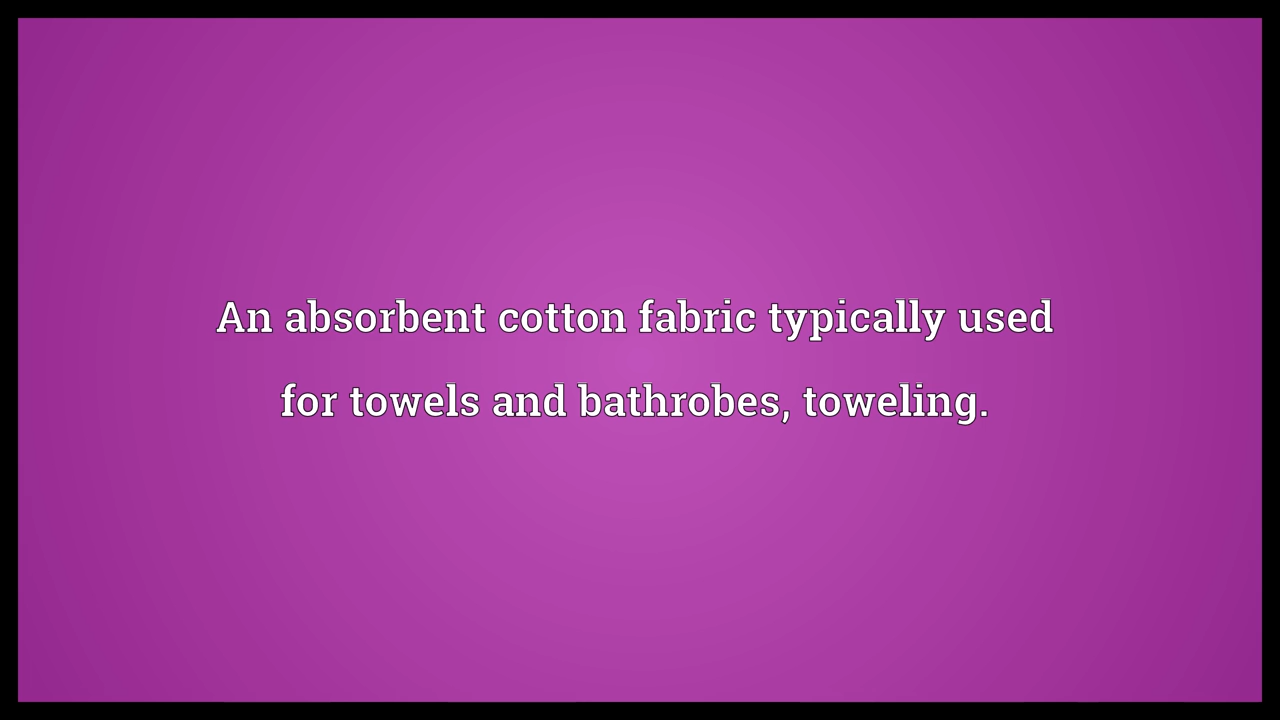 An absorbent cotton fabric typically used
for towels and bathrobes, toweling.